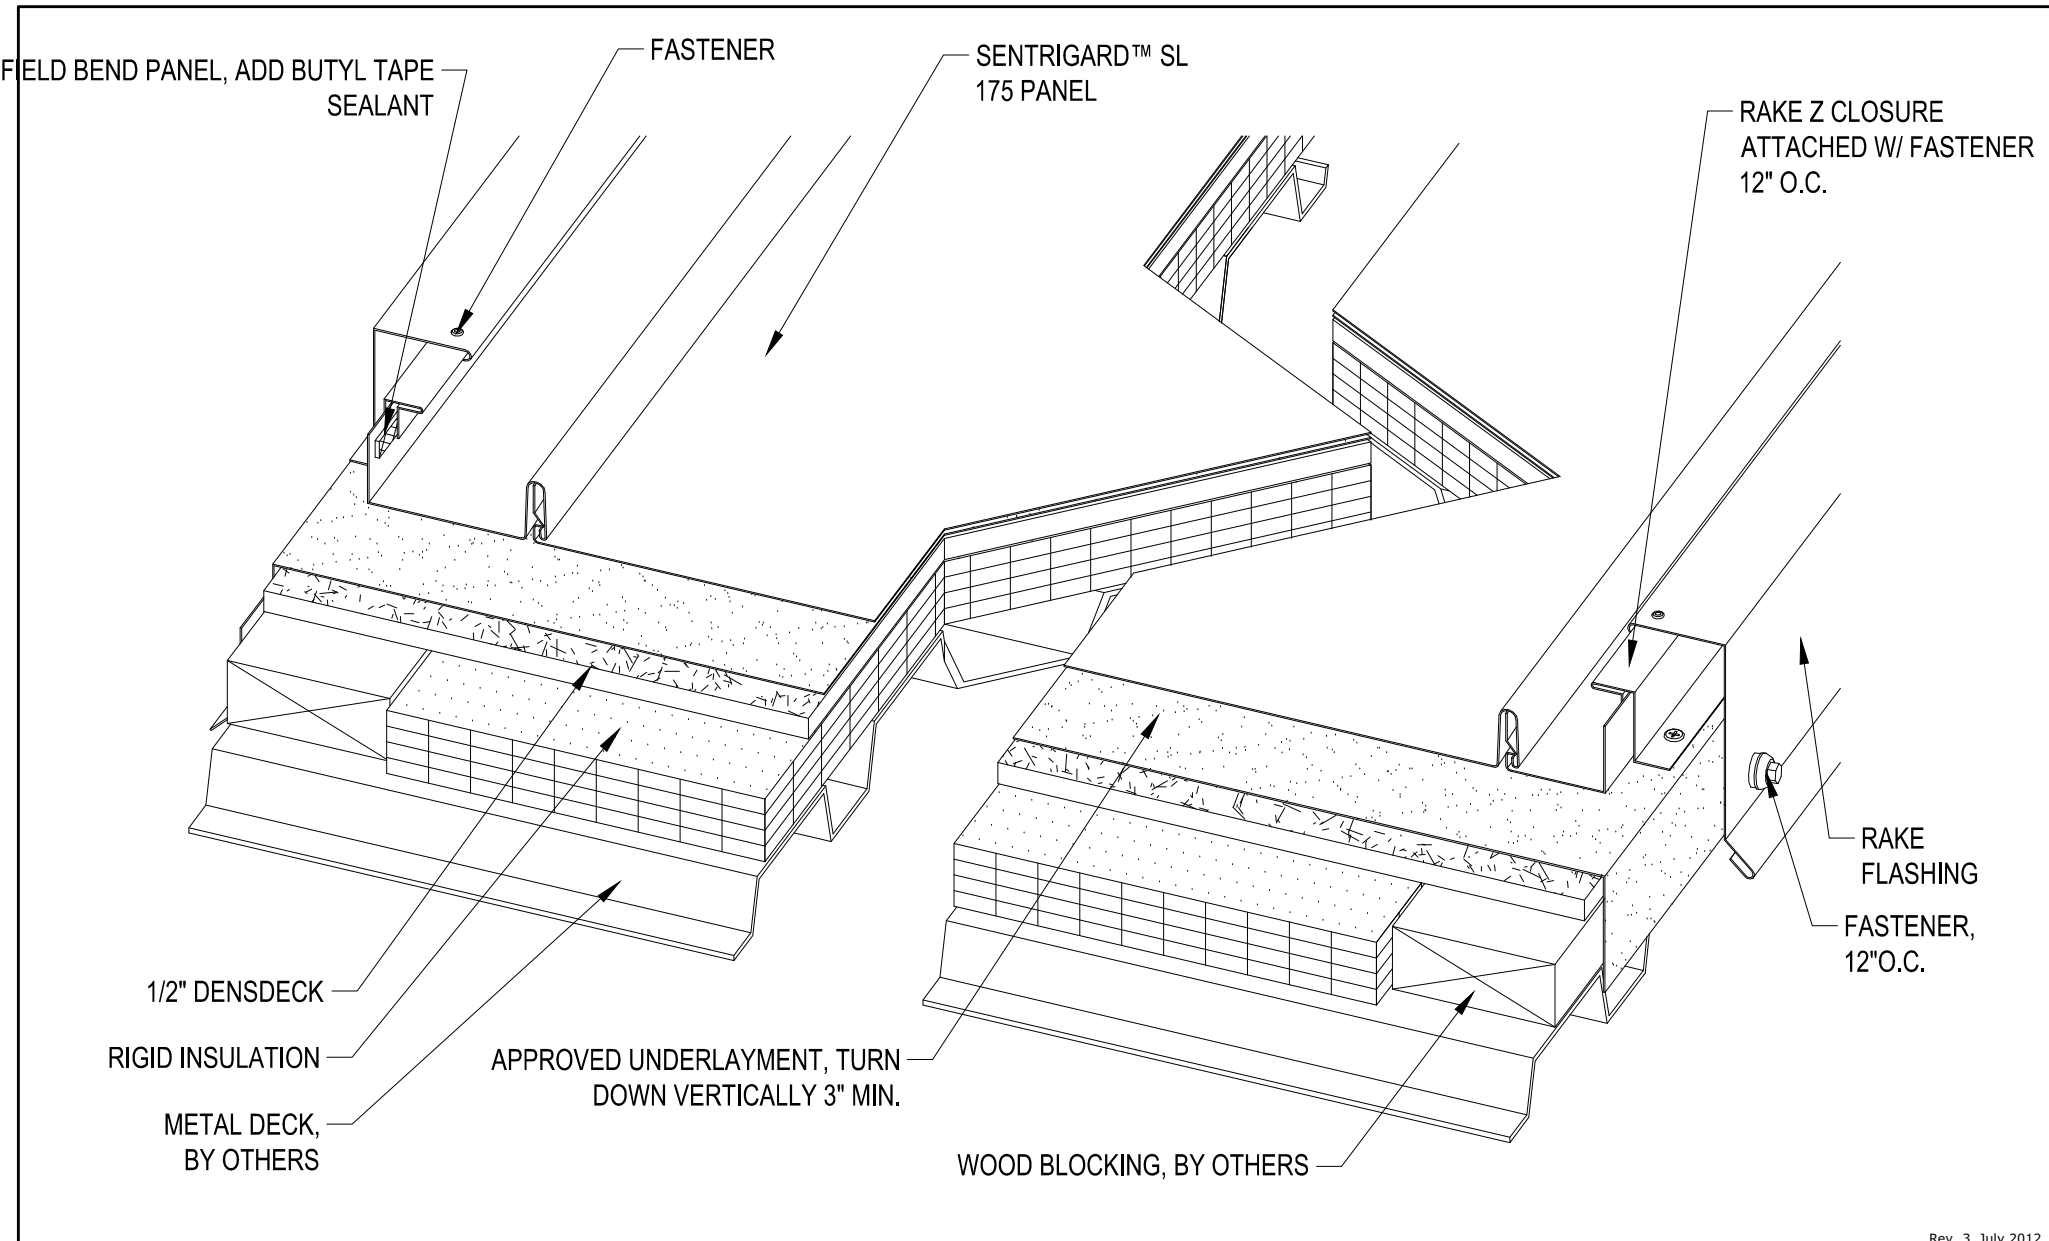 FIELD BEND PANEL, ADD BUTYL TAPE
SEALANT
FASTENER
SENTRIGARD™ SL
175 PANEL
RAKE Z CLOSURE
ATTACHED W/ FASTENER
12" O.C.
RAKE
FLASHING
FASTENER,
12"O.C.
1/2" DENSDECK
RIGID INSULATION
METAL DECK,
BY OTHERS
APPROVED UNDERLAYMENT, TURN
DOWN VERTICALLY 3" MIN.
WOOD BLOCKING, BY OTHERS
Rev. 3, July 2012